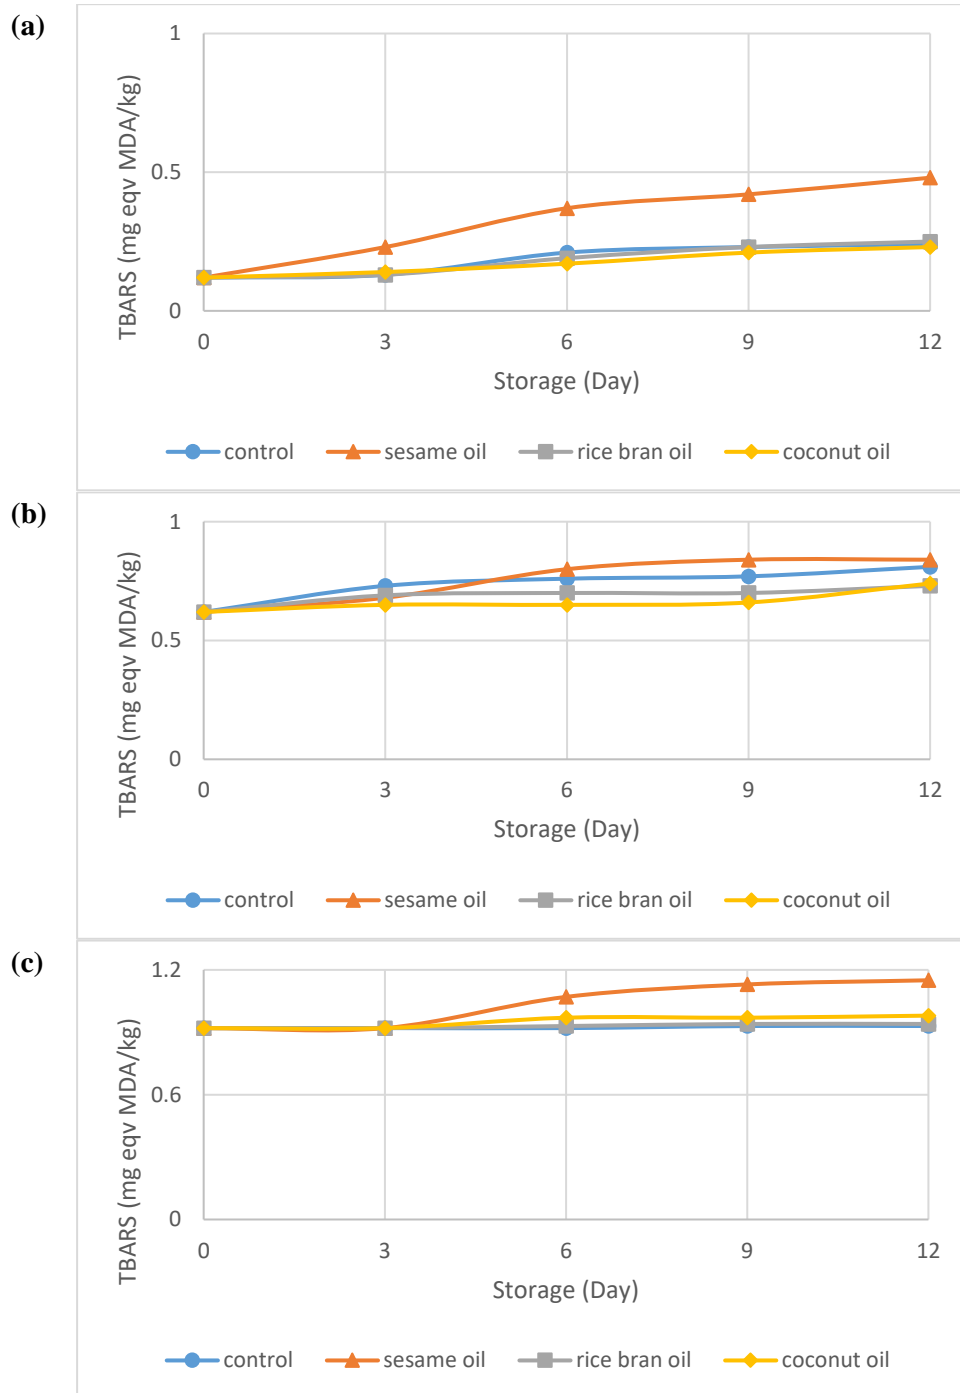 (a)
1
0.5
0
TBARS (mg eqv MDA/kg)
0 3 6 9 12
Storage (Day)
control sesame oil rice bran oil coconut oil
(b)
1
0.5
0
TBARS (mg eqv MDA/kg)
0 3 6 9 12
Storage (Day)
control sesame oil rice bran oil coconut oil
(c)
1.2
0.6
0
TBARS (mg eqv MDA/kg)
0 3 6 9 12
Storage (Day)
control sesame oil rice bran oil coconut oil